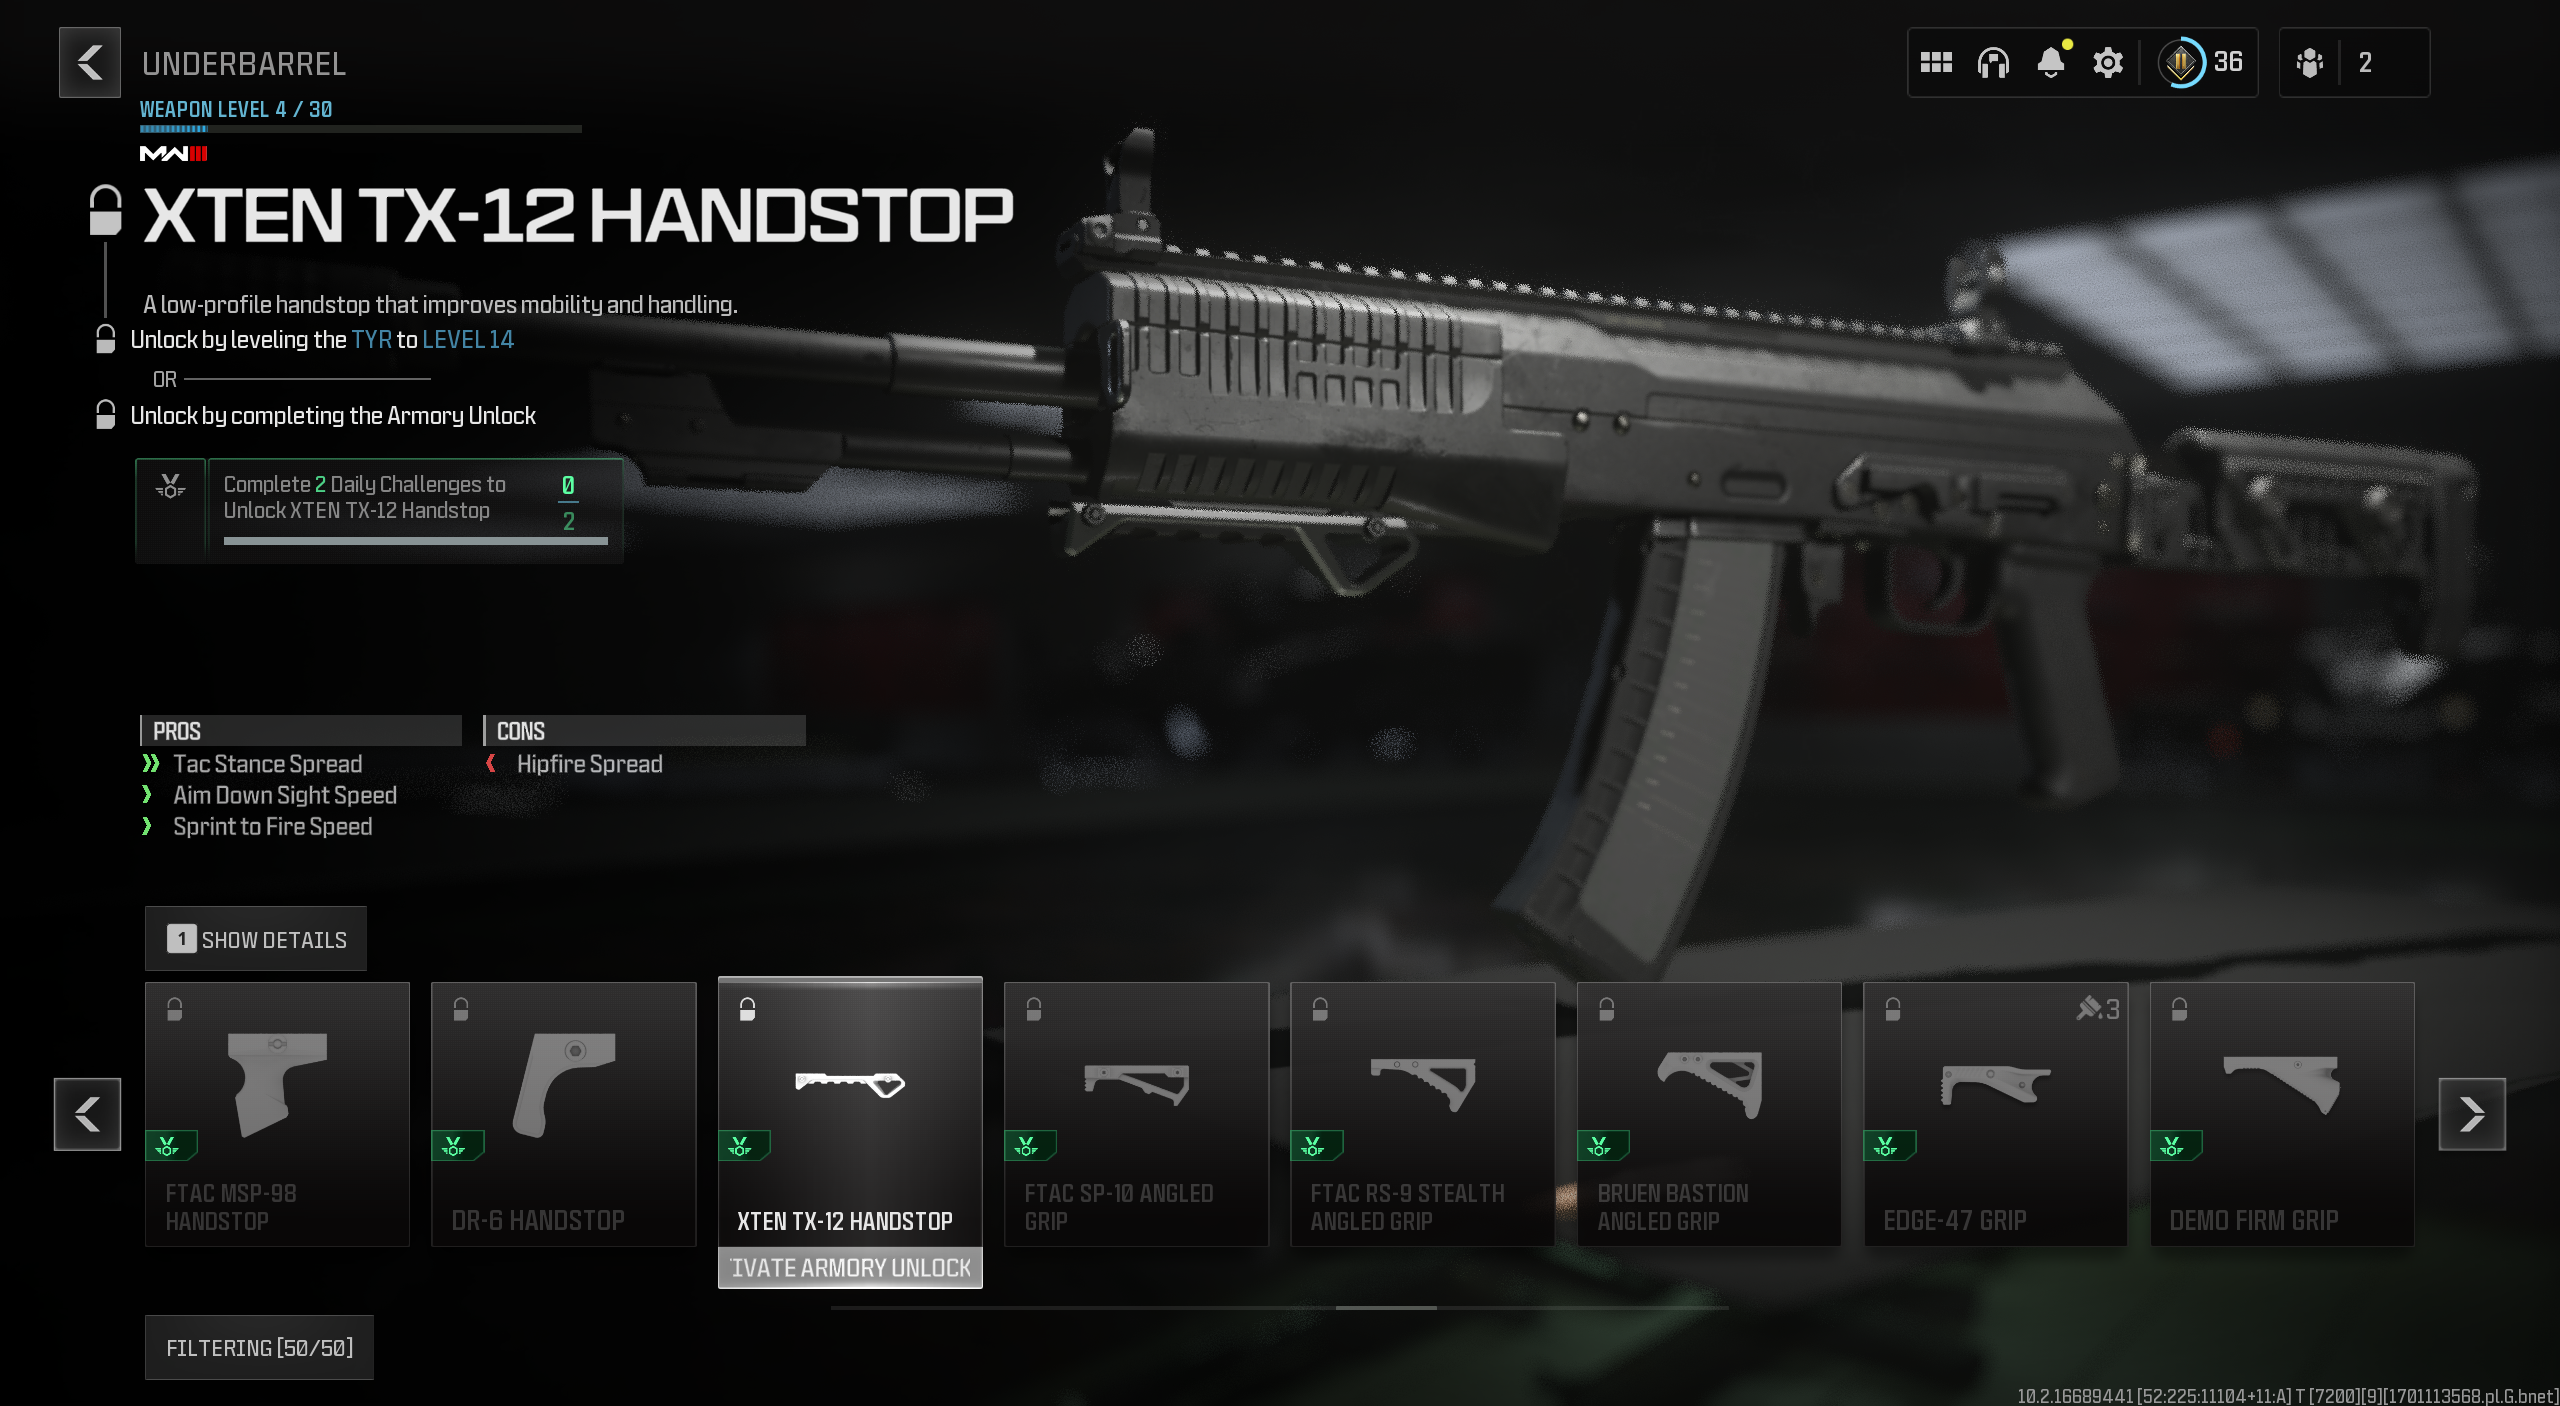 UNDERBARREL
36
2
WEAPON LEVEL 4 / 30
MWIII
XTEN TX-12 HANDSTOP
A low-profile handstop that improves mobility and handling.
Unlock by leveling the TYR to LEVEL 14
OR
Unlock by completing the Armory Unlock
Complete 2 Daily Challenges to
Unlock XTEN TX-12 Handstop
0
2
PROS
Tac Stance Spread
Aim Down Sight Speed
Sprint to Fire Speed
CONS
Hipfire Spread
1 SHOW DETAILS
FTAC MSP-98
HANDSTOP
DR-6 HANDSTOP
XTEN TX-12 HANDSTOP
IVATE ARMORY UNLOCK
FTAC SP-10 ANGLED
GRIP
FTAC RS-9 STEALTH
ANGLED GRIP
BRUEN BASTION
ANGLED GRIP
3
EDGE-47 GRIP
DEMO FIRM GRIP
FILTERING [50/50]
10.2.16689441 [52:225:11104+11:A] T [7200][9][1701113568.pl.G.bnet]